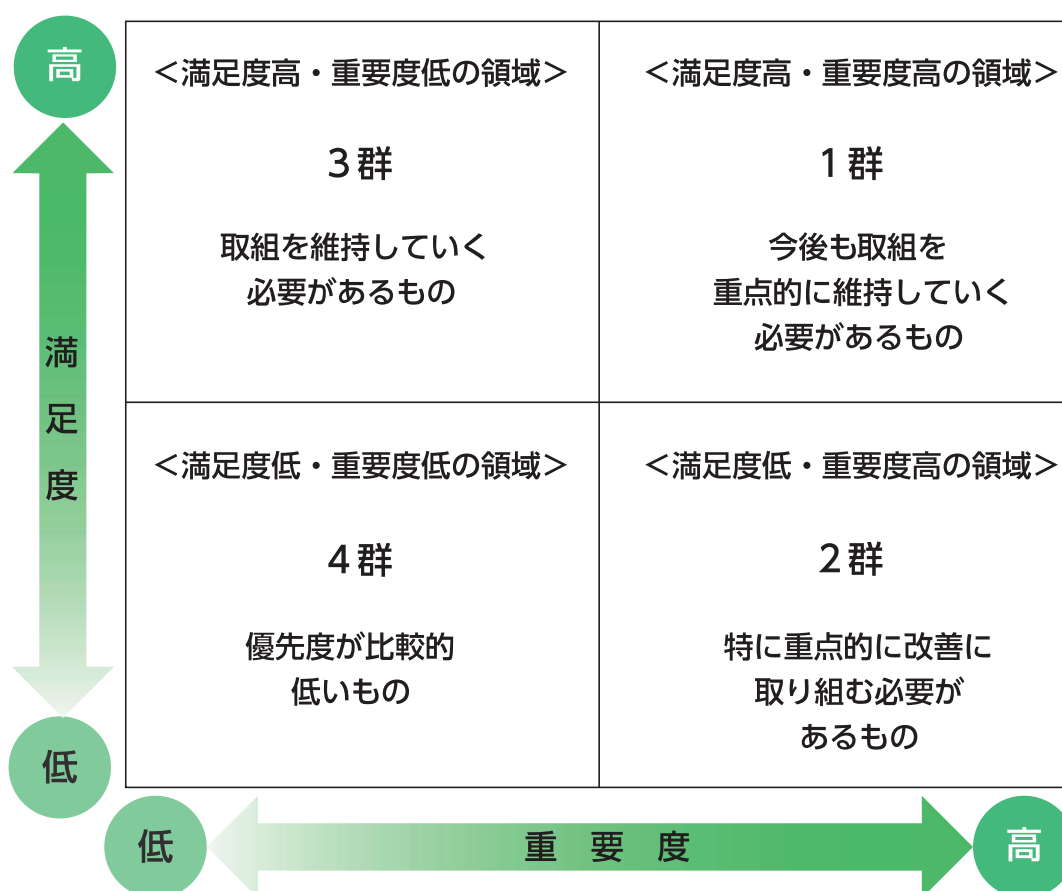 高
＜満足度高・重要度低の領域＞
3群
取組を維持していく
必要があるもの
＜満足度高・重要度高の領域＞
1群
今後も取組を
重点的に維持していく
必要があるもの
満足度
＜満足度低・重要度低の領域＞
4群
優先度が比較的
低いもの
＜満足度低・重要度高の領域＞
2群
特に重点的に改善に
取り組む必要が
あるもの
低
低
重要度
高